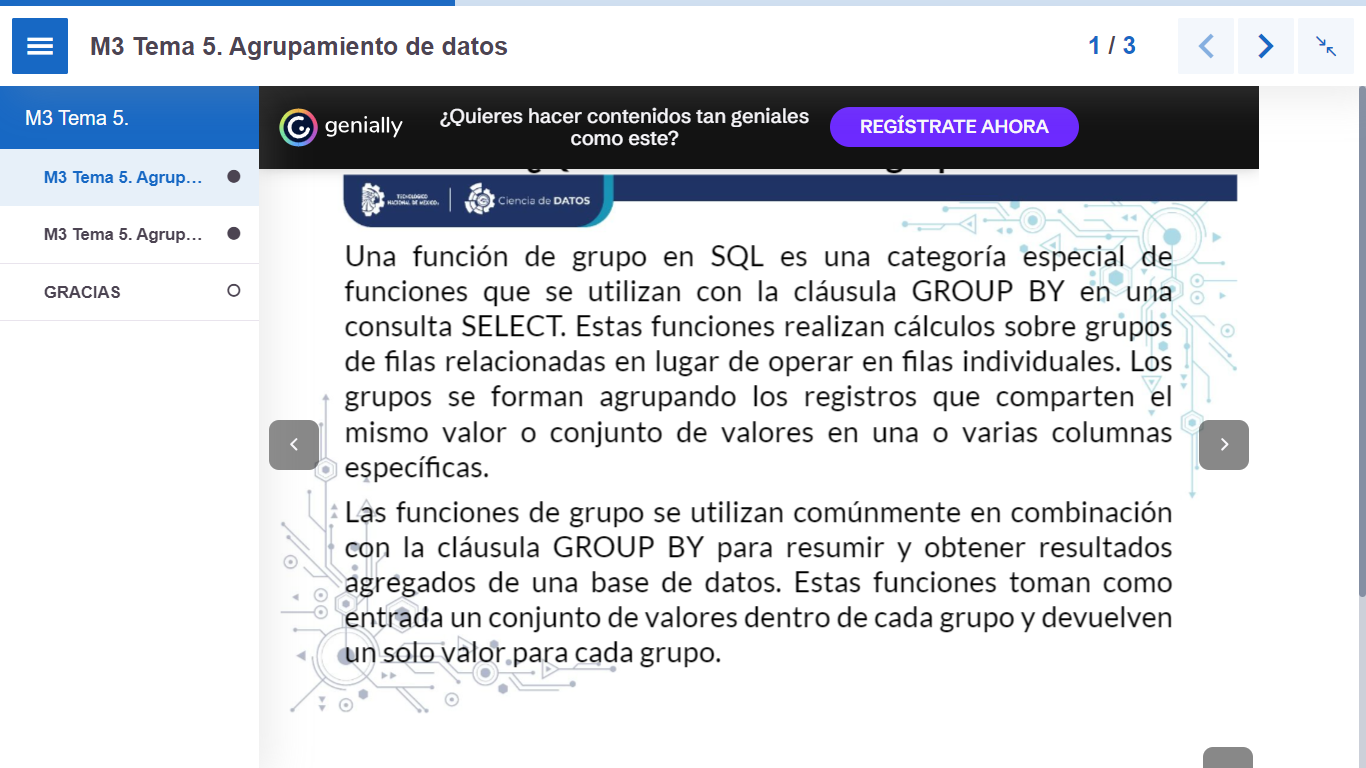 M3 Tema 5. Agrupamiento de datos
1 / 3
M3 Tema 5.
M3 Tema 5. Agrup...
M3 Tema 5. Agrup...
GRACIAS
genially
¿Quieres hacer contenidos tan geniales
como este?
REGÍSTRATE AHORA
TECNOLÓGICO
NACIONAL DE MÉXICO.
Ciencia de DATOS
Una función de grupo en SQL es una categoría especial de
funciones que se utilizan con la cláusula GROUP BY en una
consulta SELECT. Estas funciones realizan cálculos sobre grupos
de filas relacionadas en lugar de operar en filas individuales. Los
grupos se forman agrupando los registros que comparten el
mismo valor o conjunto de valores en una o varias columnas
específicas.
Las funciones de grupo se utilizan comúnmente en combinación
con la cláusula GROUP BY para resumir y obtener resultados
agregados de una base de datos. Estas funciones toman como
entrada un conjunto de valores dentro de cada grupo y devuelven
un solo valor para cada grupo.